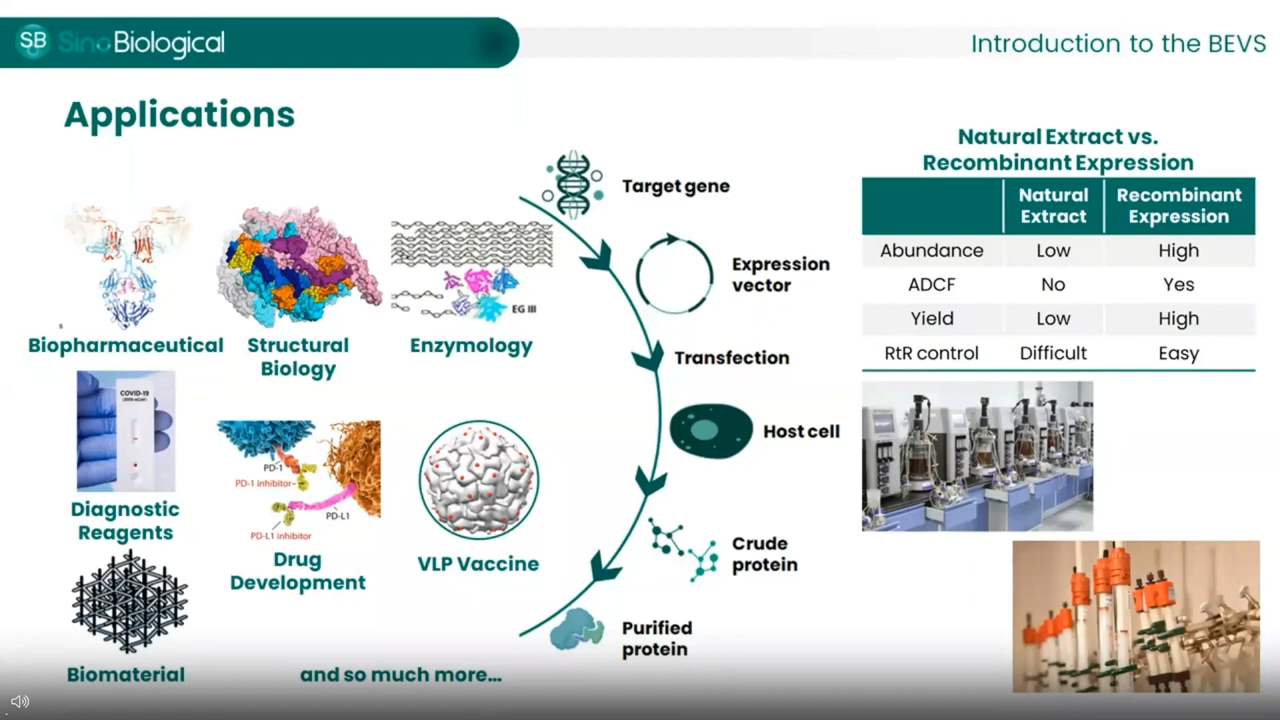 SB SinoBiological
Introduction to the BEVS
Applications
Biopharmaceutical
Structural
Biology
EG III
Enzymology
COVID-19
Diagnostic
Reagents
PD-1
PD-1 inhibitor
PD-L1
PD-L1 inhibitor
Drug
Development
VLP Vaccine
Biomaterial
and so much more...
Target gene
Expression
vector
Transfection
Host cell
Crude
protein
Purified
protein
Natural Extract vs.
Recombinant Expression
Natural Extract Recombinant Expression
Abundance Low High
ADCF No Yes
Yield Low High
RtR control Difficult Easy